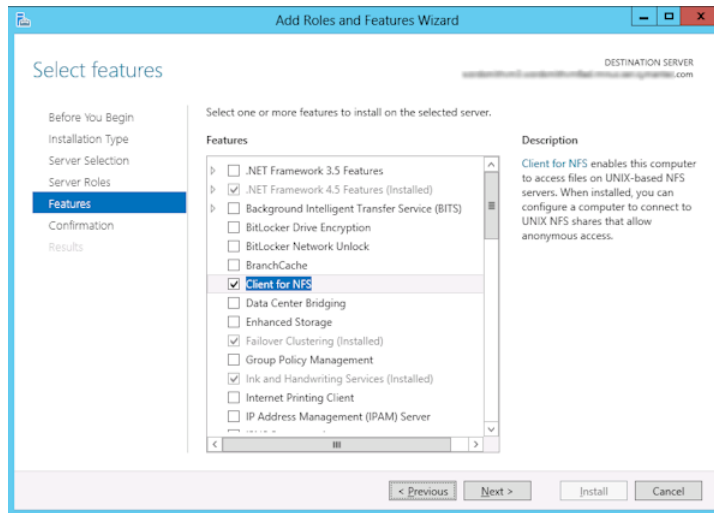 Add Roles and Features Wizard
Select features
DESTINATION SERVER
.com
Before You Begin
Installation Type
Server Selection
Server Roles
Features
Confirmation
Results
Select one or more features to install on the selected server.
Features
.NET Framework 3.5 Features
.NET Framework 4.5 Features (Installed)
Background Intelligent Transfer Service (BITS)
BitLocker Drive Encryption
BitLocker Network Unlock
BranchCache
Client for NFS
Data Center Bridging
Enhanced Storage
Failover Clustering (Installed)
Group Policy Management
Ink and Handwriting Services (Installed)
Internet Printing Client
IP Address Management (IPAM) Server
Description
Client for NFS enables this computer
to access files on UNIX-based NFS
servers. When installed, you can
configure a computer to connect to
UNIX NFS shares that allow
anonymous access.
< Previous
Next >
Install
Cancel